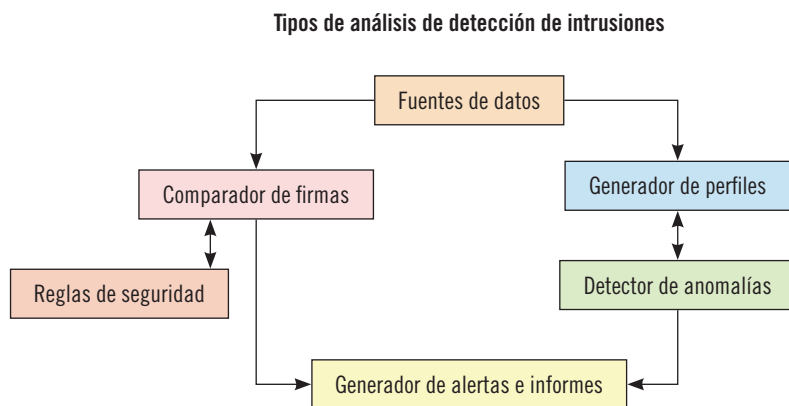 Tipos de análisis de detección de intrusiones
Fuentes de datos
Comparador de firmas
Generador de perfiles
Reglas de seguridad
Detector de anomalías
Generador de alertas e informes